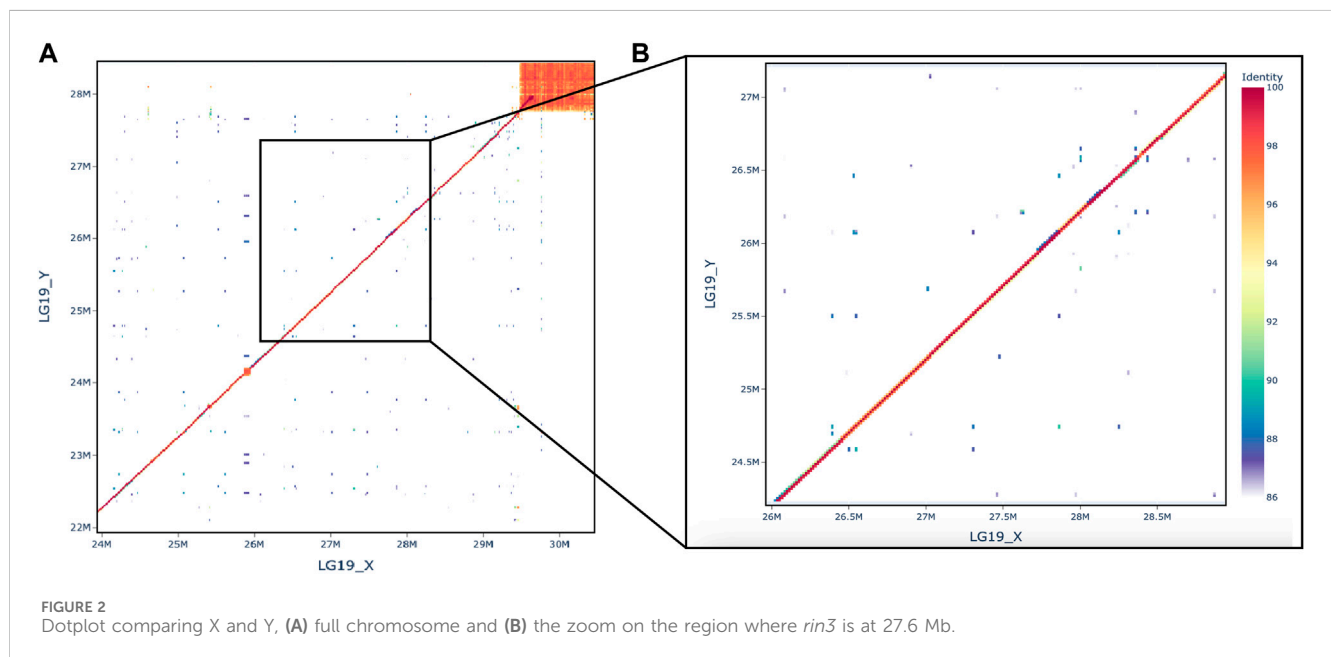 A
28M
27M
26M
25M
24M
23M
22M
LG19_Y
24M 25M 26M 27M 28M 29M 30M
LG19_X
B
27M
26.5M
26M
25.5M
25M
24.5M
LG19_Y
26M 26.5M 27M 27.5M 28M 28.5M
LG19_X
Identity
100
98
96
94
92
90
88
86
FIGURE 2
Dotplot comparing X and Y, (A) full chromosome and (B) the zoom on the region where rin3 is at 27.6 Mb.